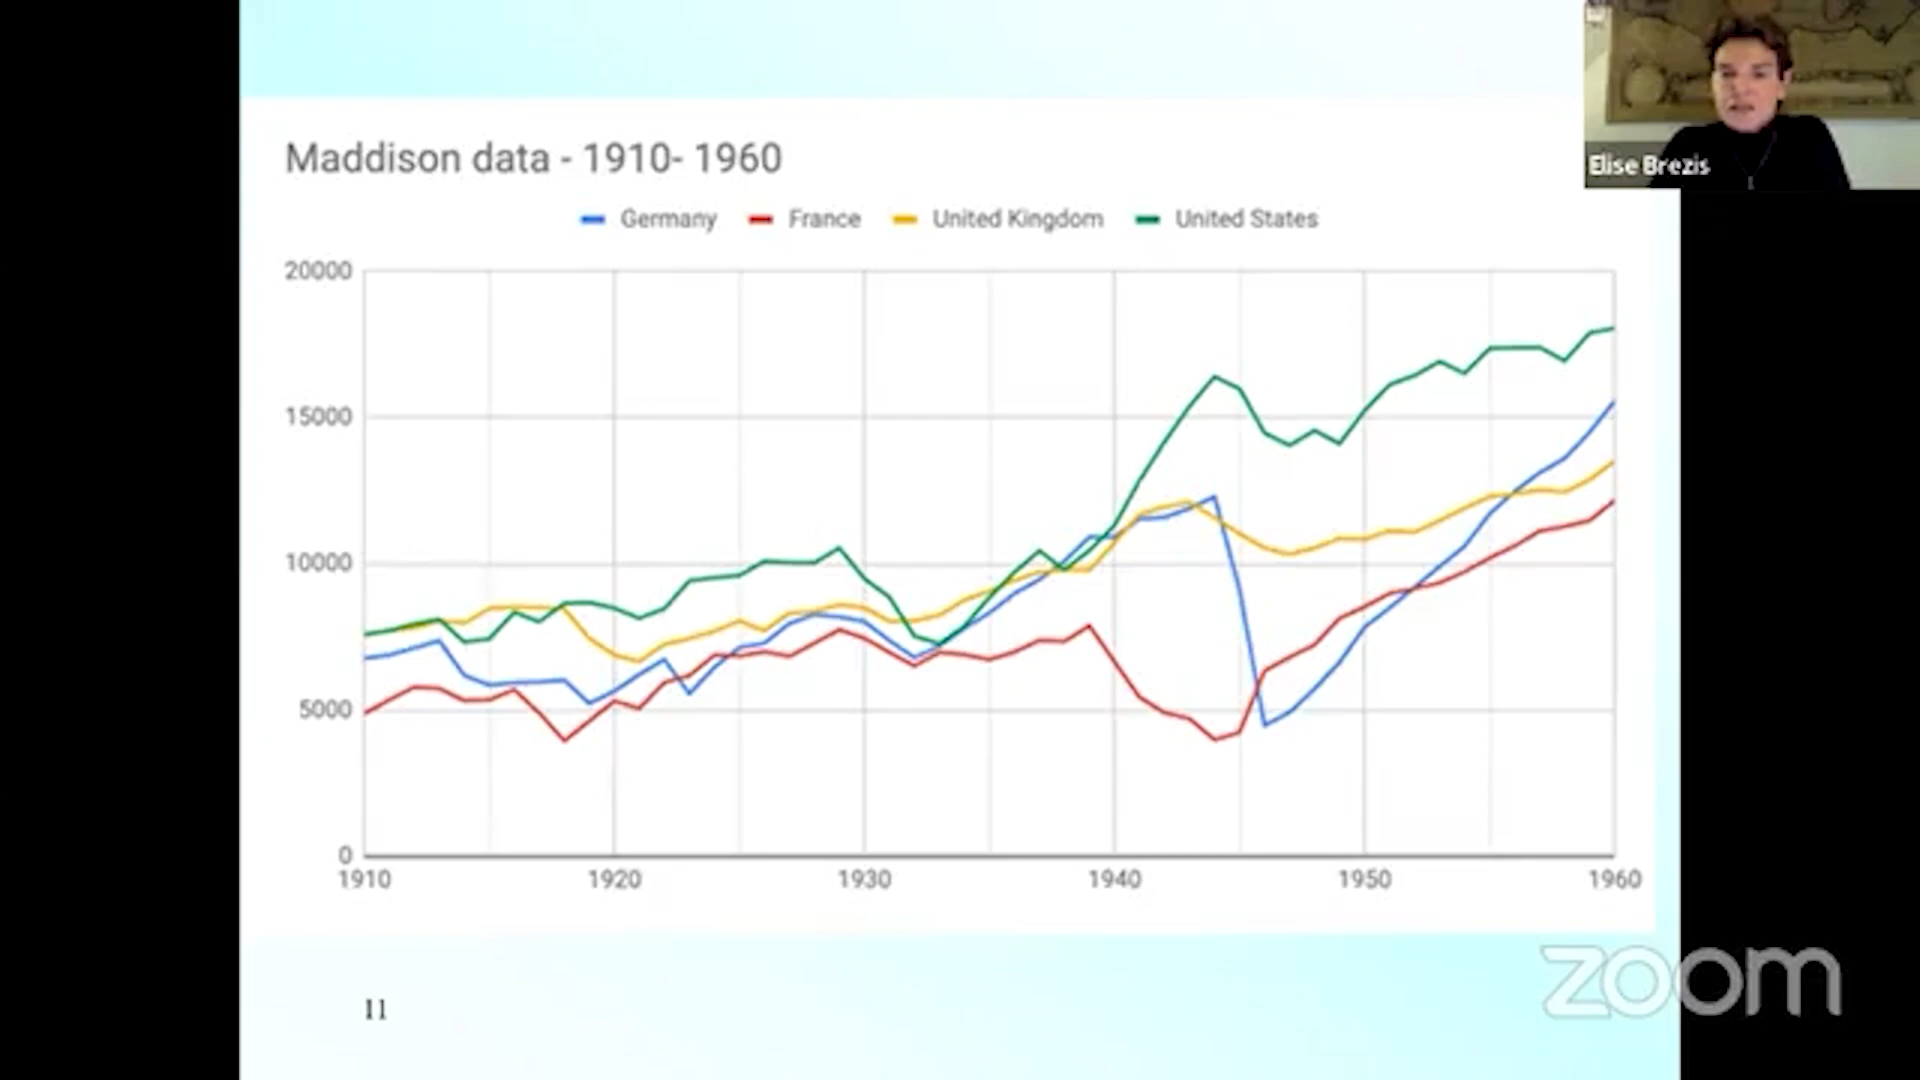 Elise Brezis
Maddison data - 1910- 1960
Germany France United Kingdom United States
20000
15000
10000
5000
0
1910 1920 1930 1940 1950 1960
zoom
11